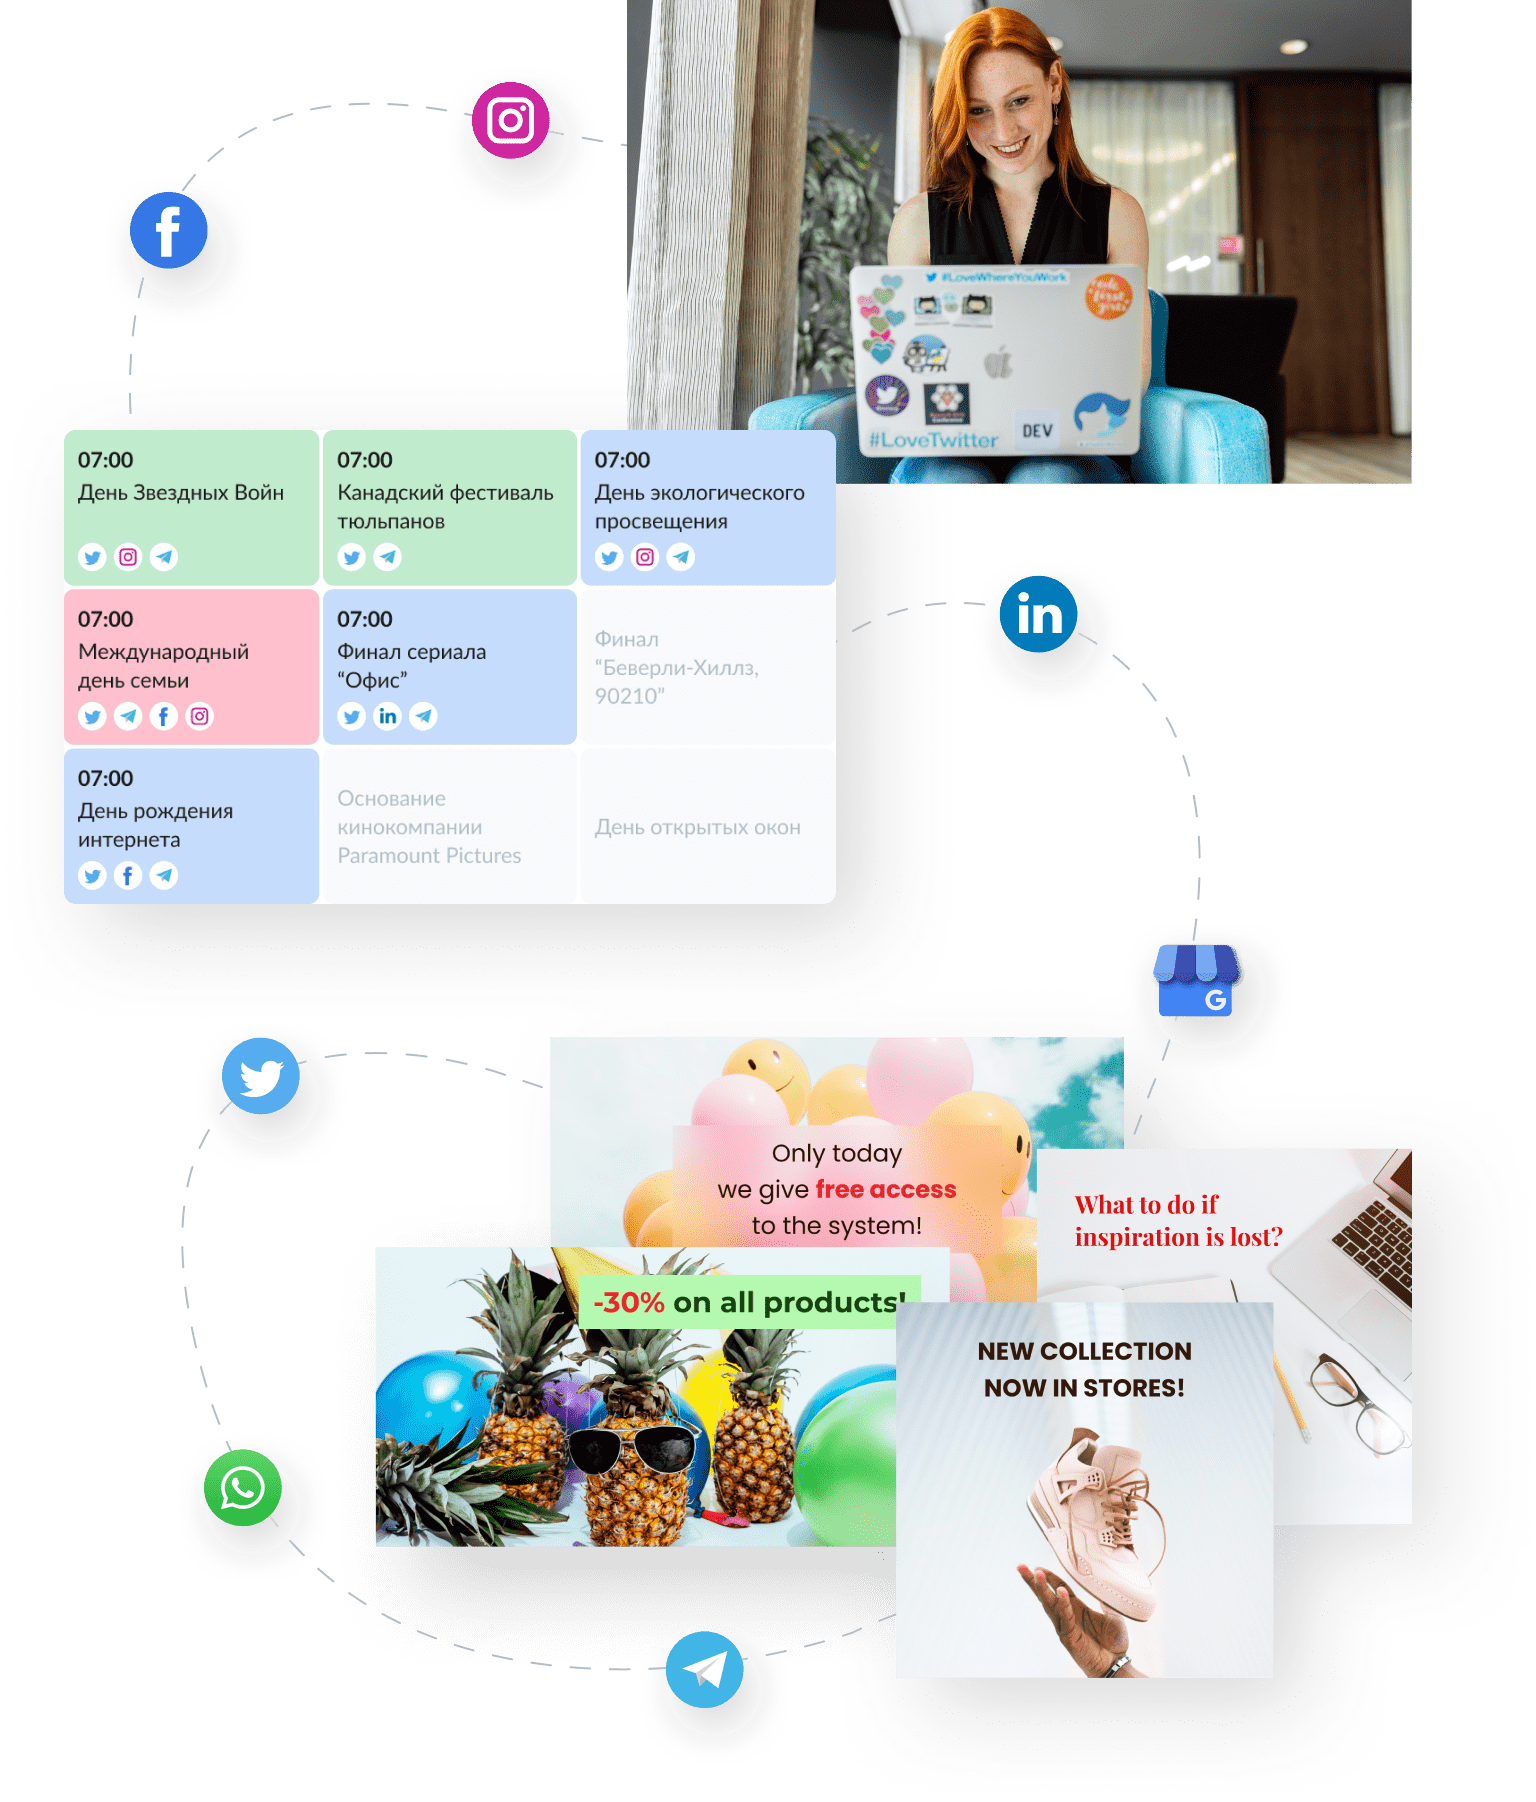 #LoveWhereYouWork
#LoveTwitter
DEV
07:00
День Звездных Войн
07:00
Канадский фестиваль
тюльпанов
07:00
День экологического
просвещения
07:00
Международный
день семьи
07:00
Финал сериала
“Офис”
Финал
“Беверли-Хиллз,
90210”
07:00
День рождения
интернета
Основание
кинокомпании
Paramount Pictures
День открытых окон
in
G
Only today
we give free access
to the system!
What to do if
inspiration is lost?
-30% on all products!
NEW COLLECTION
NOW IN STORES!